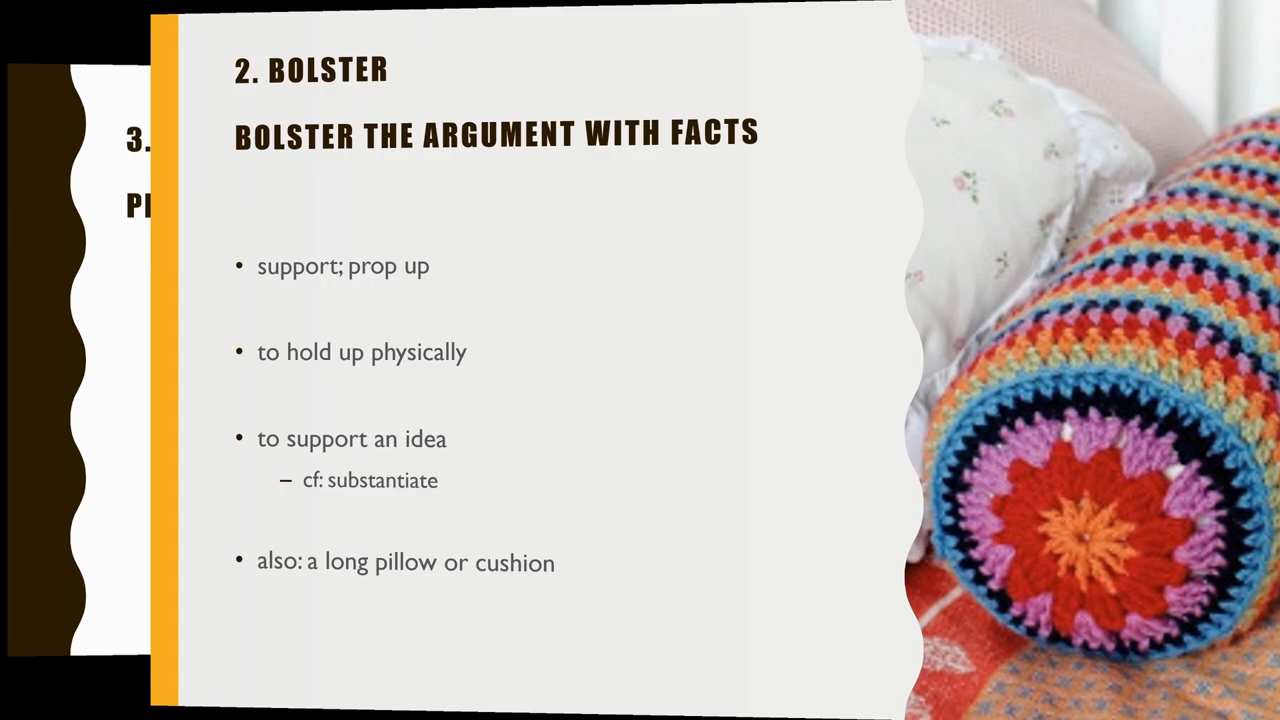 2. BOLSTER
BOLSTER THE ARGUMENT WITH FACTS
• support; prop up
• to hold up physically
• to support an idea
– cf: substantiate
• also: a long pillow or cushion
3.